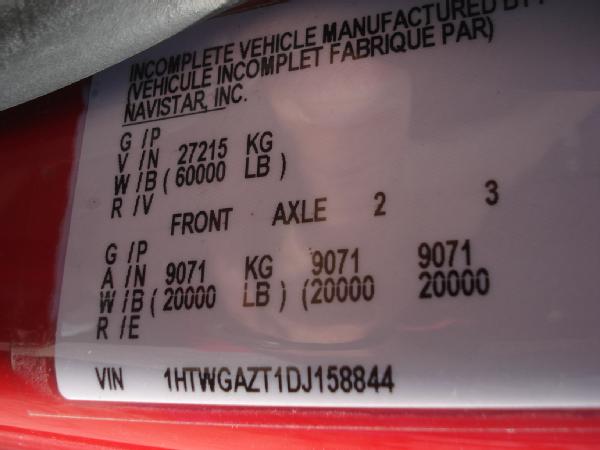 INCOMPLETE VEHICLE MANUFACTURED BY
(VEHICULE INCOMPLET FABRIQUE PAR)
NAVISTAR, INC.
G /P
V /N 27215 KG
W /B ( 60000 LB )
R /V
FRONT AXLE 2 3
G /P
A /N 9071 KG 9071 9071
W /B ( 20000 LB ) (20000 20000
R /E
VIN 1HTWGAZT1DJ158844